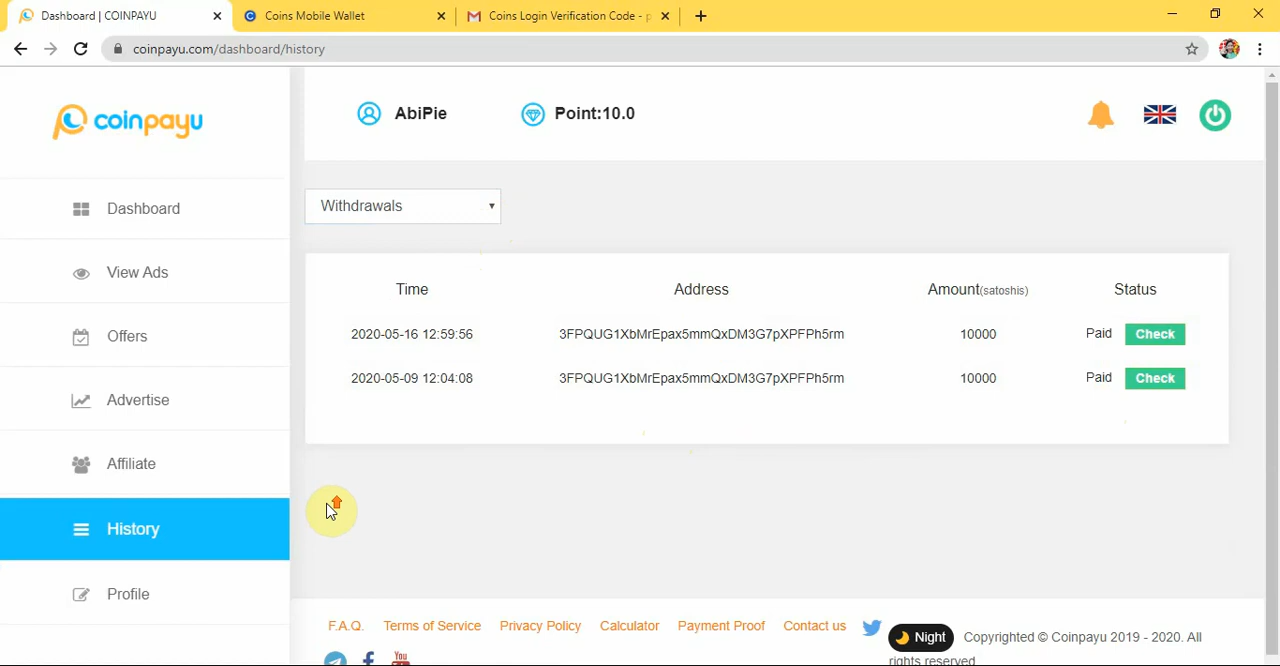 Dashboard | COINPAYU
Coins Mobile Wallet
Coins Login Verification Code - p
coinpayu.com/dashboard/history
coinpayu
AbiPie
Point:10.0
Dashboard
View Ads
Offers
Advertise
Affiliate
History
Profile
Withdrawals
Time Address Amount(satoshis) Status
2020-05-16 12:59:56 3FPQUG1XbMrEpax5mmQxDM3G7pXPFPh5rm 10000 Paid Check
2020-05-09 12:04:08 3FPQUG1XbMrEpax5mmQxDM3G7pXPFPh5rm 10000 Paid Check
F.A.Q. Terms of Service Privacy Policy Calculator Payment Proof Contact us
Night
Copyrighted © Coinpayu 2019 - 2020. All
rights reserved
You